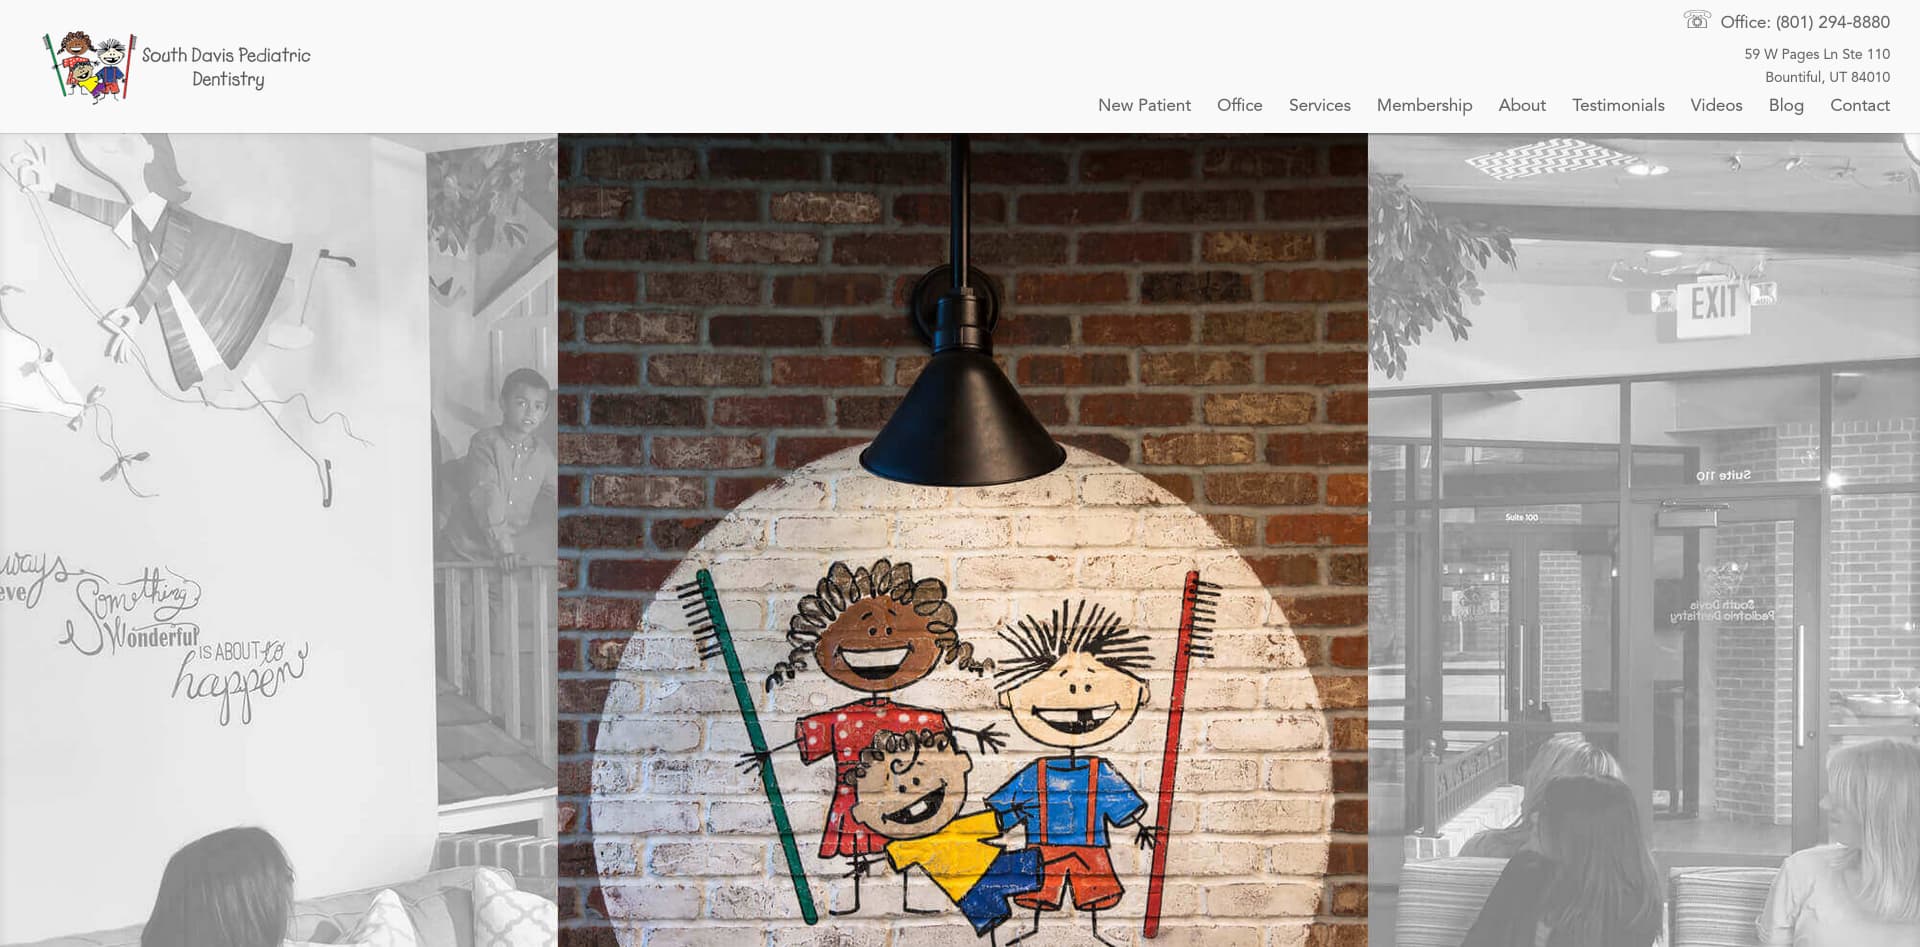 South Davis Pediatric
Dentistry
Office: (801) 294-8880
59 W Pages Ln Ste 110
Bountiful, UT 84010
New Patient Office Services Membership About Testimonials Videos Blog Contact
EXIT
Suite 110
Suite 100
South Davis
Pediatric Dentistry
Something
Wonderful
IS ABOUT to
happen